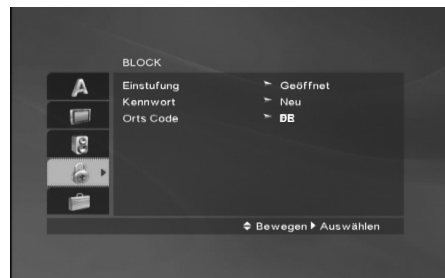 BLOCK
A
Einstufung Geöffnet
Kennwort Neu
Orts Code
Bewegen Auswählen